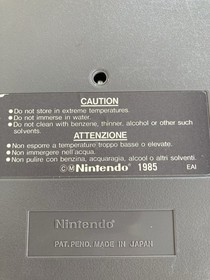 CAUTION
●Do not store in extreme temperatures.
●Do not immerse in water.
●Do not clean with benzene, thinner, alcohol or other such
solvents.
ATTENZIONE
●Non esporre a temperature troppo basse o elevate.
●Non immergere nell'acqua.
●Non pulire con benzina, acquaragia, alcool o altri solventi.
©Ⓜ Nintendo® 1985 EAI
Nintendo®
PAT. PEND. MADE IN JAPAN